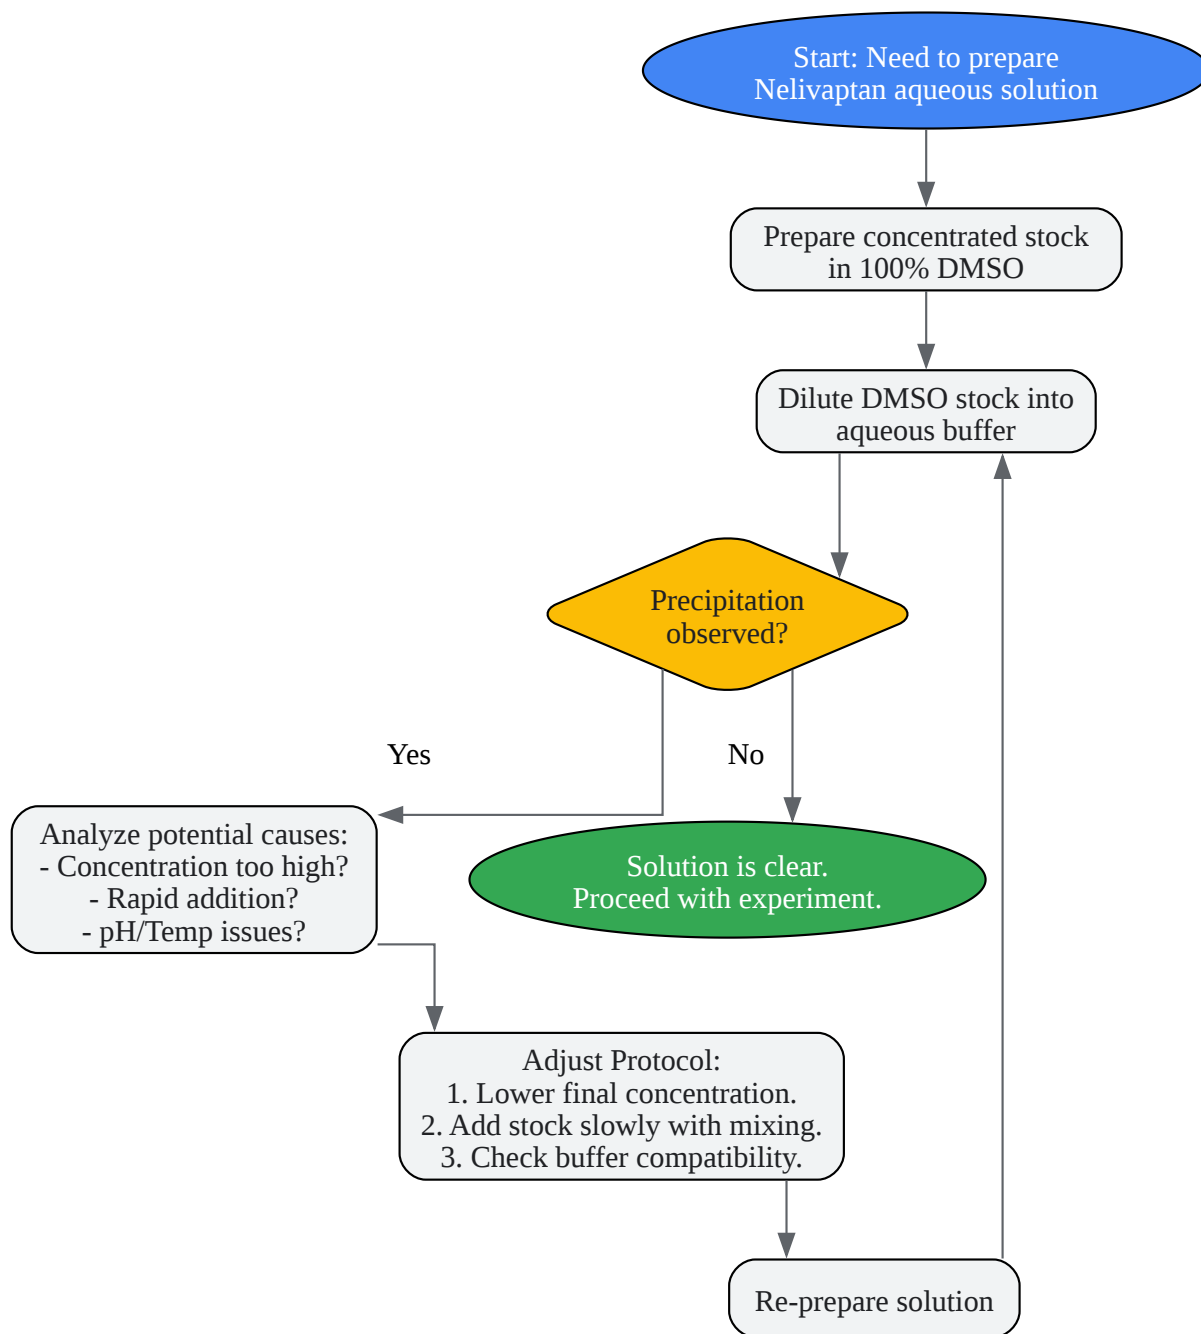 Start: Need to prepare
Nelivaptan aqueous solution
Prepare concentrated stock
in 100% DMSO
Dilute DMSO stock into
aqueous buffer
Precipitation
observed?
Yes
No
Analyze potential causes:
- Concentration too high?
- Rapid addition?
- pH/Temp issues?
Solution is clear.
Proceed with experiment.
Adjust Protocol:
1. Lower final concentration.
2. Add stock slowly with mixing.
3. Check buffer compatibility.
Re-prepare solution